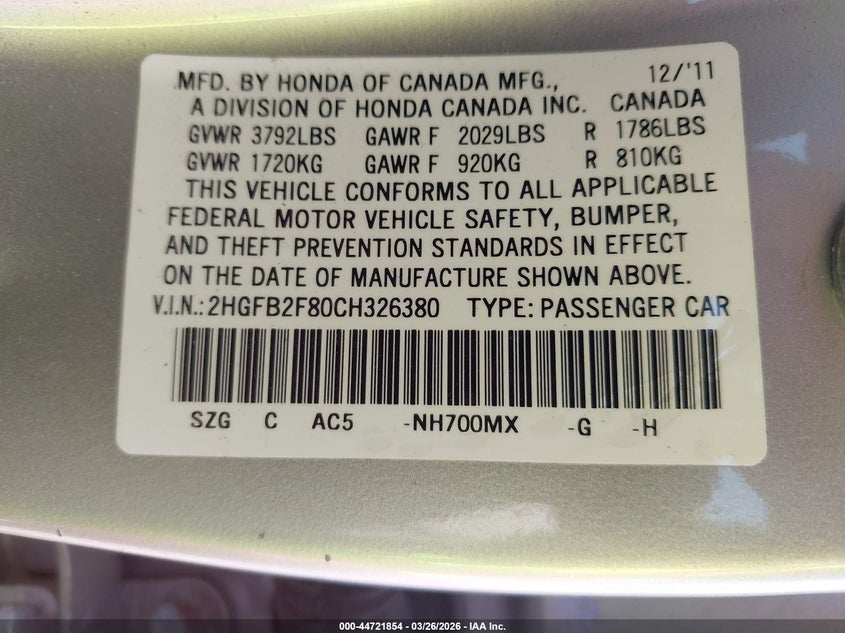 MFD. BY HONDA OF CANADA MFG., 12/'11
A DIVISION OF HONDA CANADA INC. CANADA
GVWR 3792LBS GAWR F 2029LBS R 1786LBS
GVWR 1720KG GAWR F 920KG R 810KG
THIS VEHICLE CONFORMS TO ALL APPLICABLE
FEDERAL MOTOR VEHICLE SAFETY, BUMPER,
AND THEFT PREVENTION STANDARDS IN EFFECT
ON THE DATE OF MANUFACTURE SHOWN ABOVE.
V.I.N.: 2HGFB2F80CH326380 TYPE: PASSENGER CAR
SZG C AC5 -NH700MX -G -H
000-44721854 03/26/2026 - IAA Inc.